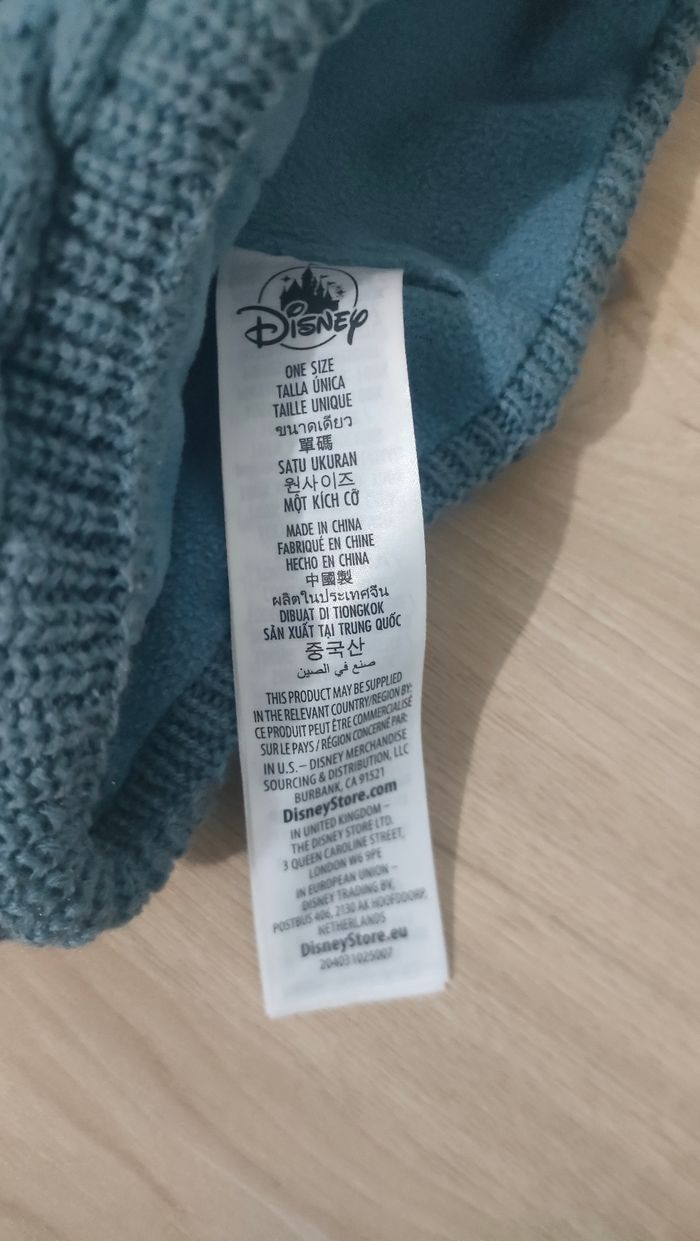 Disney
ONE SIZE
TALLA ÚNICA
TAILLE UNIQUE
ขนาดเดียว
單碼
SATU UKURAN
원사이즈
MỘT KÍCH CỠ
MADE IN CHINA
FABRIQUÉ EN CHINE
HECHO EN CHINA
中國製
ผลิตในประเทศจีน
DIBUAT DI TIONGKOK
SẢN XUẤT TẠI TRUNG QUỐC
중국산
صنع في الصين
THIS PRODUCT MAY BE SUPPLIED
IN THE RELEVANT COUNTRY/REGION BY:
CE PRODUIT PEUT ÊTRE COMMERCIALISÉ
SUR LE PAYS / RÉGION CONCERNÉ PAR:
IN U.S. – DISNEY MERCHANDISE
SOURCING & DISTRIBUTION, LLC
BURBANK, CA 91521
DisneyStore.com
IN UNITED KINGDOM –
THE DISNEY STORE LTD.
3 QUEEN CAROLINE STREET,
LONDON W6 9PE
IN EUROPEAN UNION –
DISNEY TRADING BV,
POSTBUS 406, 2130 AK HOOFDDORP,
NETHERLANDS
DisneyStore.eu
204031025007